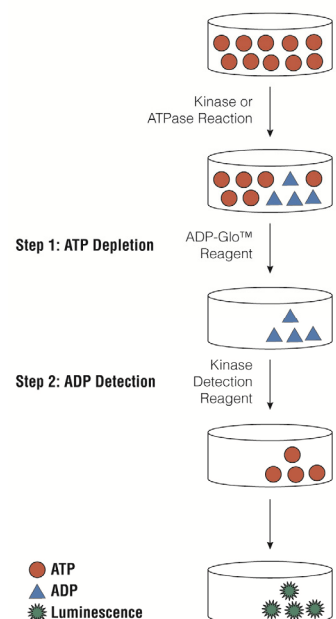 Kinase or
ATPase Reaction
Step 1: ATP Depletion
ADP-Glo™
Reagent
Step 2: ADP Detection
Kinase
Detection
Reagent
ATP
ADP
Luminescence